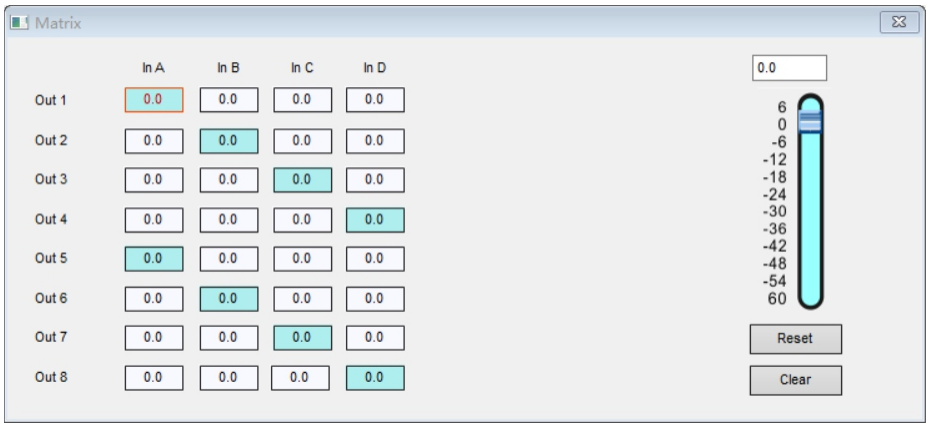 Matrix
In A In B In C In D
Out 1 0.0 0.0 0.0 0.0
Out 2 0.0 0.0 0.0 0.0
Out 3 0.0 0.0 0.0 0.0
Out 4 0.0 0.0 0.0 0.0
Out 5 0.0 0.0 0.0 0.0
Out 6 0.0 0.0 0.0 0.0
Out 7 0.0 0.0 0.0 0.0
Out 8 0.0 0.0 0.0 0.0
0.0
6
0
-6
-12
-18
-24
-30
-36
-42
-48
-54
60
Reset
Clear